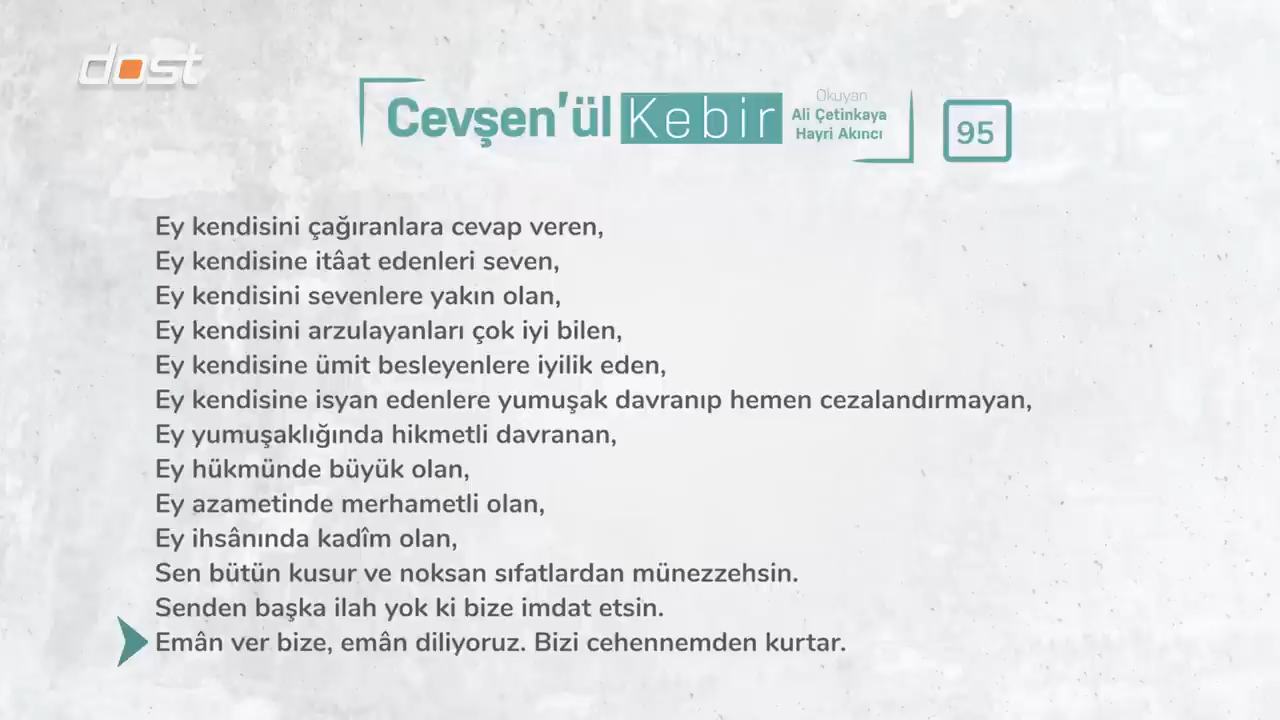 dost
Cevşen'ül Kebir
Okuyan
Ali Çetinkaya
Hayri Akıncı
95
Ey kendisini çağıranlara cevap veren,
Ey kendisine itâat edenleri seven,
Ey kendisini sevenlere yakın olan,
Ey kendisini arzulayanları çok iyi bilen,
Ey kendisine ümit besleyenlere iyilik eden,
Ey kendisine isyan edenlere yumuşak davranıp hemen cezalandırmayan,
Ey yumuşaklığında hikmetli davranan,
Ey hükmünde büyük olan,
Ey azametinde merhametli olan,
Ey ihsânında kadîm olan,
Sen bütün kusur ve noksan sıfatlardan münezzehsin.
Senden başka ilah yok ki bize imdat etsin.
Emân ver bize, emân diliyoruz. Bizi cehennemden kurtar.